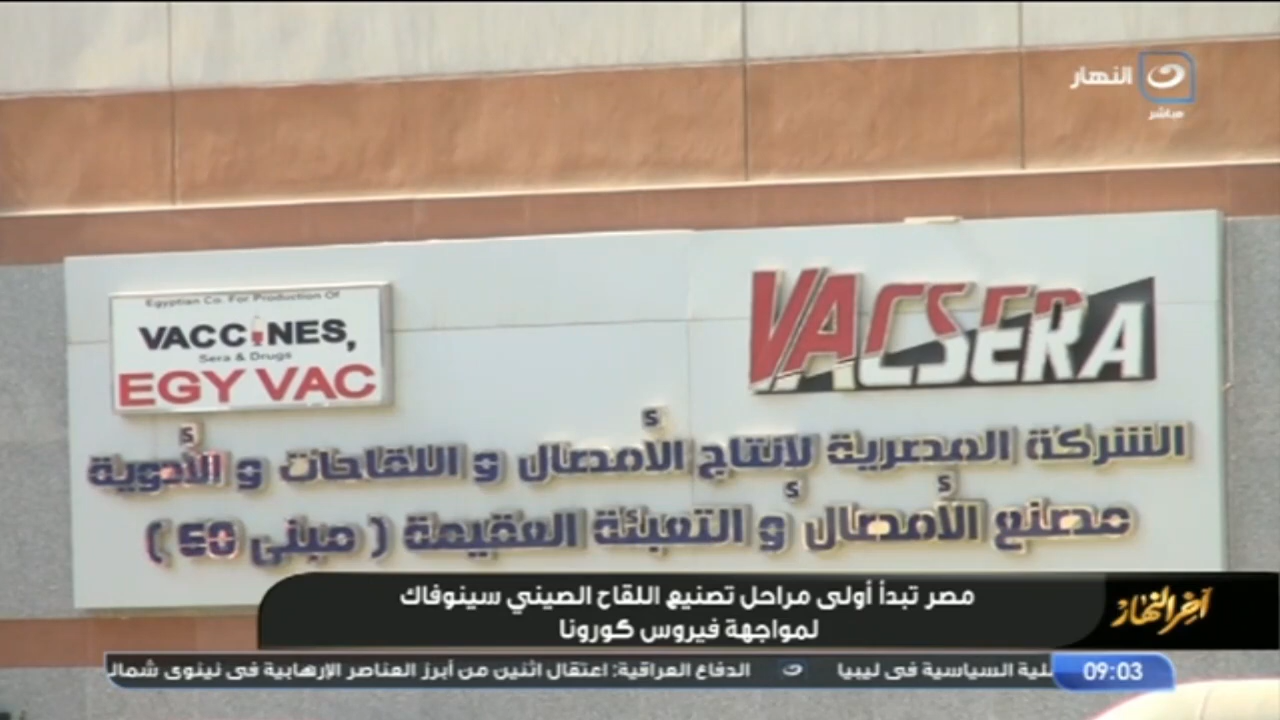 النهار
مباشر
Egyptian Co. For Production Of
VACCINES,
Sera & Drugs
EGY VAC
VACSERA
الشركة المصرية لأنتاج الأمصال و اللقاحات و الأدوية
مصنع الأمصال و التعبئة العقيمة ( مبنى 60 )
مصر تبدأ أولى مراحل تصنيع اللقاح الصيني سينوفاك
لمواجهة فيروس كورونا
آخر النهار
09:03 السياسية فى ليبيا الدفاع العراقية: اعتقال اثنين من أبرز العناصر الإرهابية فى نينوى شمال